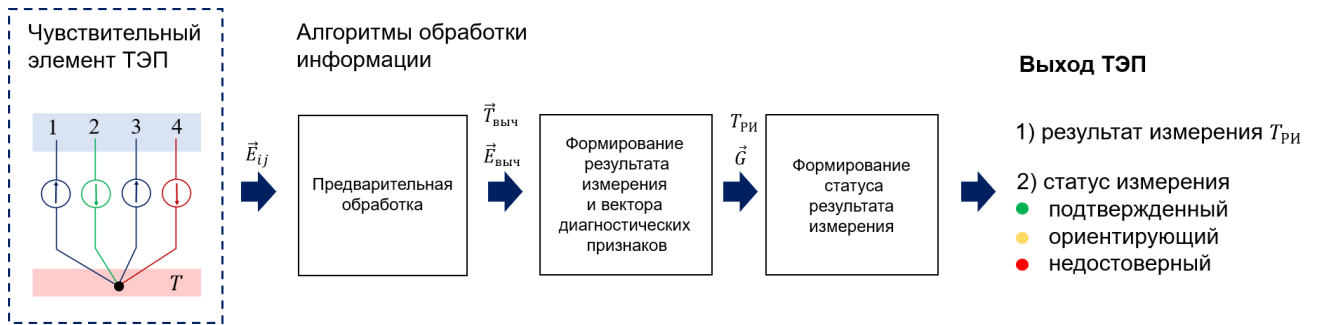 Чувствительный
элемент ТЭП
1 2 3 4
T
Алгоритмы обработки
информации
E⃗ij
Предварительная
обработка
T⃗выч
E⃗выч
Формирование
результата
измерения
и вектора
диагностических
признаков
TРИ
G⃗
Формирование
статуса
результата
измерения
Выход ТЭП
1) результат измерения TРИ
2) статус измерения
подтвержденный
ориентирующий
недостоверный